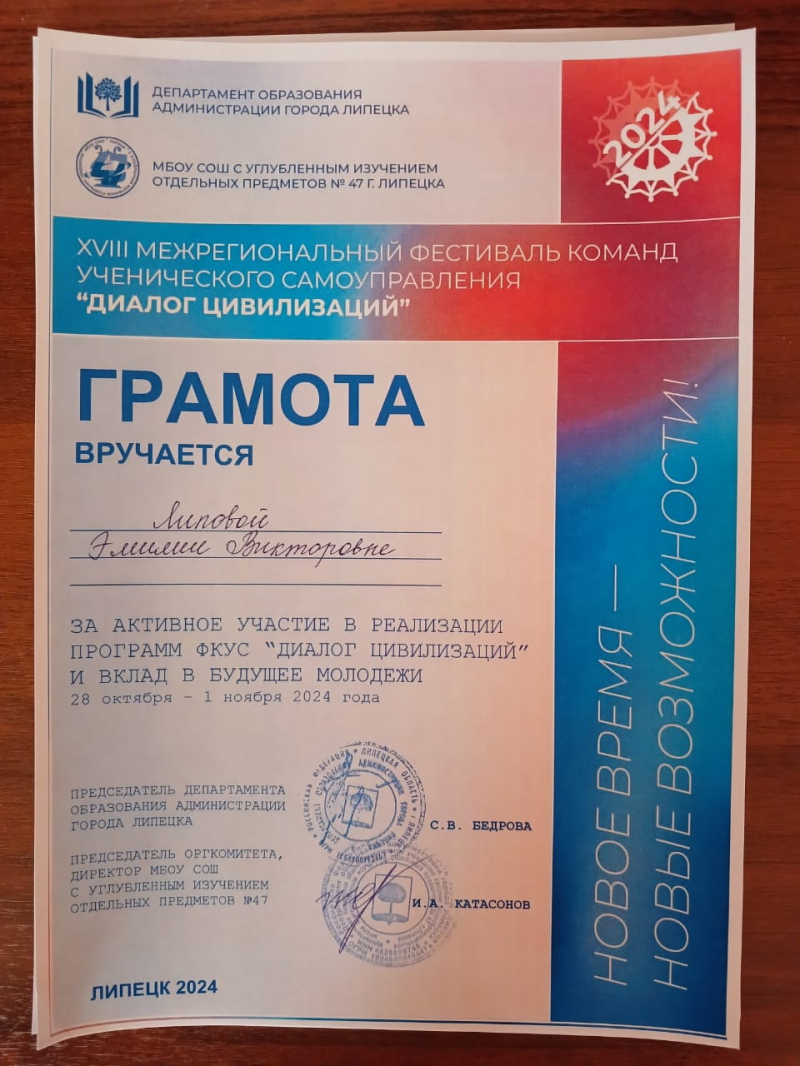 ДЕПАРТАМЕНТ ОБРАЗОВАНИЯ
АДМИНИСТРАЦИИ ГОРОДА ЛИПЕЦКА
МБОУ СОШ С УГЛУБЛЕННЫМ ИЗУЧЕНИЕМ
ОТДЕЛЬНЫХ ПРЕДМЕТОВ № 47 Г. ЛИПЕЦКА
2024
XVIII МЕЖРЕГИОНАЛЬНЫЙ ФЕСТИВАЛЬ КОМАНД
УЧЕНИЧЕСКОГО САМОУПРАВЛЕНИЯ
“ДИАЛОГ ЦИВИЛИЗАЦИЙ”
ГРАМОТА
ВРУЧАЕТСЯ
Липовой
Эмилии Викторовне
ЗА АКТИВНОЕ УЧАСТИЕ В РЕАЛИЗАЦИИ
ПРОГРАММ ФКУС “ДИАЛОГ ЦИВИЛИЗАЦИЙ”
И ВКЛАД В БУДУЩЕЕ МОЛОДЕЖИ
28 октября – 1 ноября 2024 года
ПРЕДСЕДАТЕЛЬ ДЕПАРТАМЕНТА
ОБРАЗОВАНИЯ АДМИНИСТРАЦИИ
ГОРОДА ЛИПЕЦКА
С.В. БЕДРОВА
ПРЕДСЕДАТЕЛЬ ОРГКОМИТЕТА,
ДИРЕКТОР МБОУ СОШ
С УГЛУБЛЕННЫМ ИЗУЧЕНИЕМ
ОТДЕЛЬНЫХ ПРЕДМЕТОВ №47
И.А. КАТАСОНОВ
ЛИПЕЦК 2024
НОВОЕ ВРЕМЯ —
НОВЫЕ ВОЗМОЖНОСТИ!